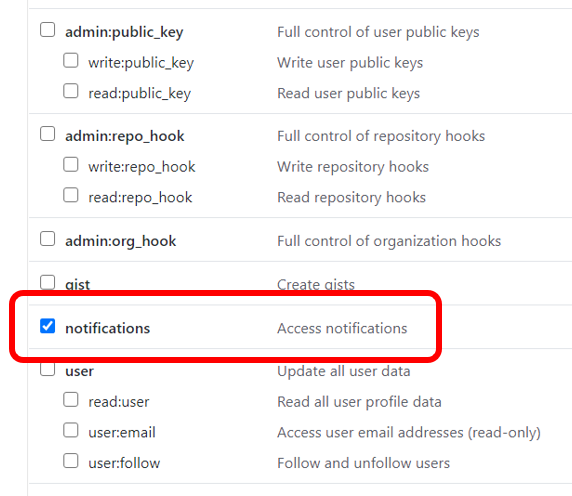 admin:public_key Full control of user public keys
write:public_key Write user public keys
read:public_key Read user public keys
admin:repo_hook Full control of repository hooks
write:repo_hook Write repository hooks
read:repo_hook Read repository hooks
admin:org_hook Full control of organization hooks
gist Create gists
notifications Access notifications
user Update all user data
read:user Read all user profile data
user:email Access user email addresses (read-only)
user:follow Follow and unfollow users